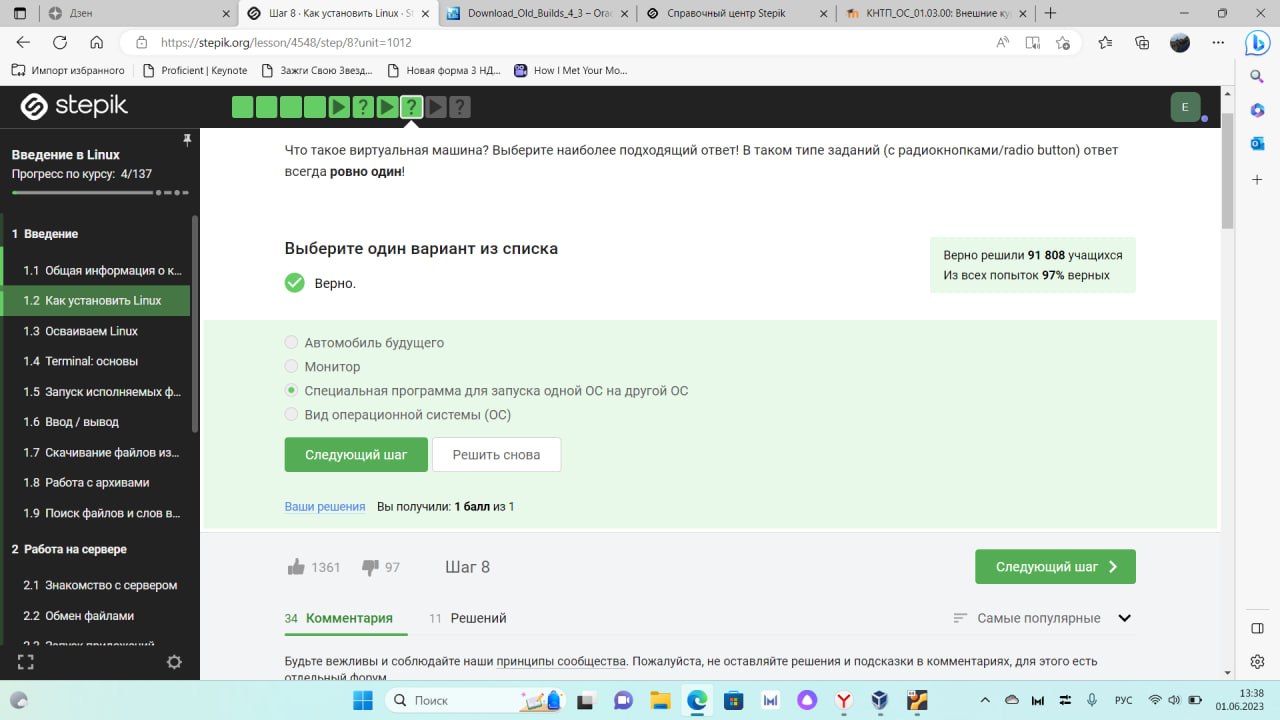 Дзен
Шаг 8 · Как установить Linux · St
Download_Old_Builds_4_3 – Orac
Справочный центр Stepik
КНТП_ОС_01.03.00: Внешние ку
https://stepik.org/lesson/4548/step/8?unit=1012
Импорт избранного
Proficient | Keynote
Зажги Свою Звезд...
Новая форма 3 НД...
How I Met Your Mo...
stepik
E
Введение в Linux
Прогресс по курсу: 4/137
1 Введение
1.1 Общая информация о к...
1.2 Как установить Linux
1.3 Осваиваем Linux
1.4 Terminal: основы
1.5 Запуск исполняемых ф...
1.6 Ввод / вывод
1.7 Скачивание файлов из...
1.8 Работа с архивами
1.9 Поиск файлов и слов в...
2 Работа на сервере
2.1 Знакомство с сервером
2.2 Обмен файлами
2.3 Запуск приложений
Что такое виртуальная машина? Выберите наиболее подходящий ответ! В таком типе заданий (с радиокнопками/radio button) ответ
всегда ровно один!
Выберите один вариант из списка
Верно.
Верно решили 91 808 учащихся
Из всех попыток 97% верных
Автомобиль будущего
Монитор
Специальная программа для запуска одной ОС на другой ОС
Вид операционной системы (ОС)
Следующий шаг
Решить снова
Ваши решения Вы получили: 1 балл из 1
1361
97
Шаг 8
Следующий шаг
34 Комментария
11 Решений
Самые популярные
Будьте вежливы и соблюдайте наши принципы сообщества. Пожалуйста, не оставляйте решения и подсказки в комментариях, для этого есть
отдельный форум.
Поиск
РУС
13:38
01.06.2023